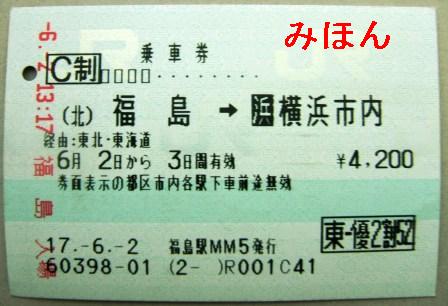 みほん
-6.-2 13:17 福島 入場
乗車券
C制 □□□□
(北) 福島 → 浜 横浜市内
経由:東北・東海道
6月 2日から 3日間有効 ¥4,200
券面表示の都区市内各駅下車前途無効
東-優2割52
17.-6.-2 福島駅MM5発行
60398-01 (2-) R001C41